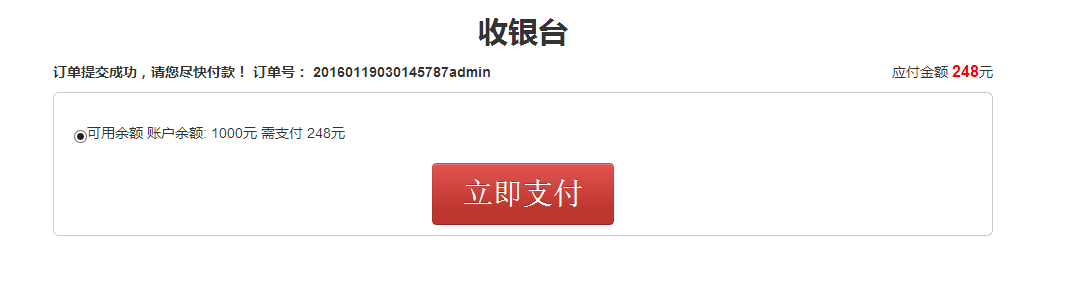 收银台
订单提交成功，请您尽快付款！ 订单号： 20160119030145787admin 应付金额 248元
可用余额 账户余额: 1000元 需支付 248元
立即支付